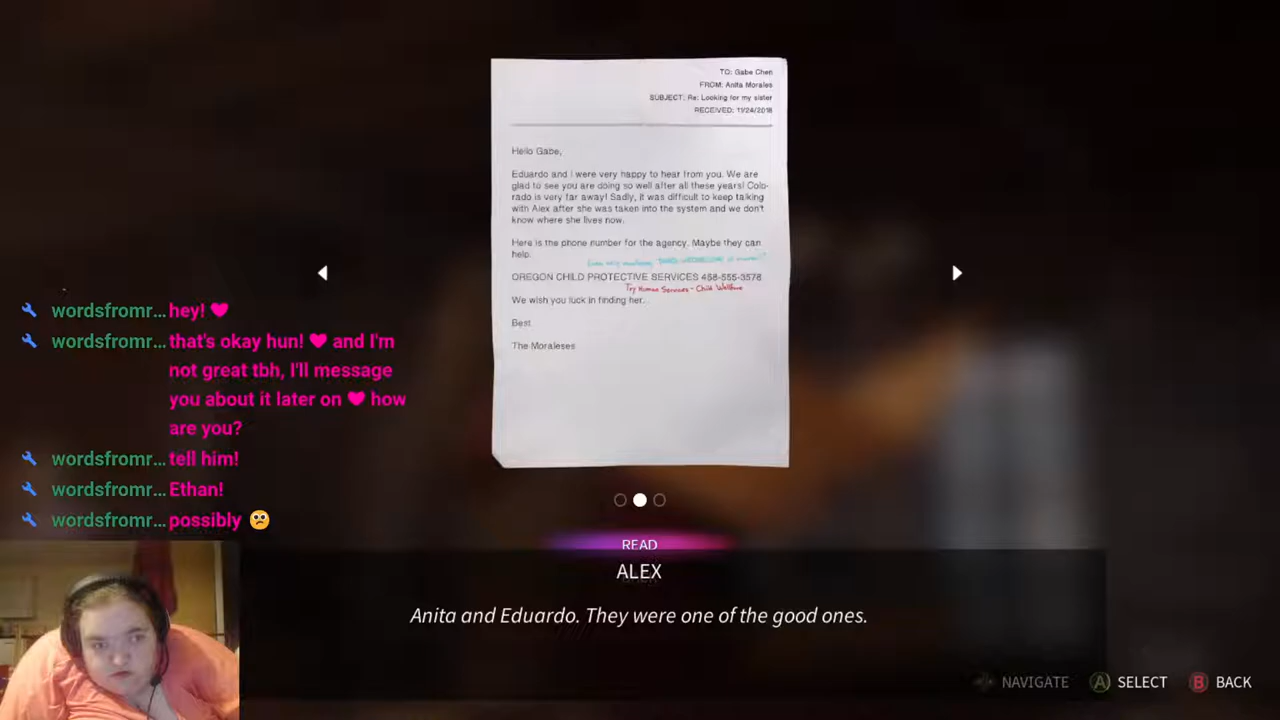 TO: Gabe Chen
FROM: Anita Morales
SUBJECT: Re: Looking for my sister
RECEIVED: 11/24/2018
Hello Gabe,
Eduardo and I were very happy to hear from you. We are
glad to see you are doing so well after all these years! Colo-
rado is very far away! Sadly, it was difficult to keep talking
with Alex after she was taken into the system and we don't
know where she lives now.
Here is the phone number for the agency. Maybe they can
help.
OREGON CHILD PROTECTIVE SERVICES 458-555-3578
Try Human Services - Child Welfare
We wish you luck in finding her.
Best
The Moraleses
wordsfromr... hey! ♥
wordsfromr... that's okay hun! ♥ and I'm
not great tbh, I'll message
you about it later on ♥ how
are you?
wordsfromr... tell him!
wordsfromr... Ethan!
wordsfromr... possibly 🙁
READ
ALEX
Anita and Eduardo. They were one of the good ones.
NAVIGATE A SELECT B BACK